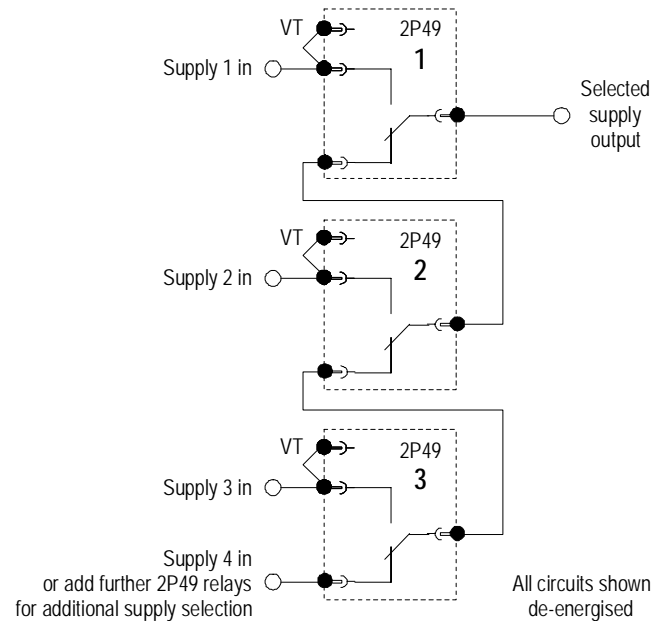 VT
2P49
1
Supply 1 in
Selected
supply
output
VT
2P49
2
Supply 2 in
VT
2P49
3
Supply 3 in
Supply 4 in
or add further 2P49 relays
for additional supply selection
All circuits shown
de-energised